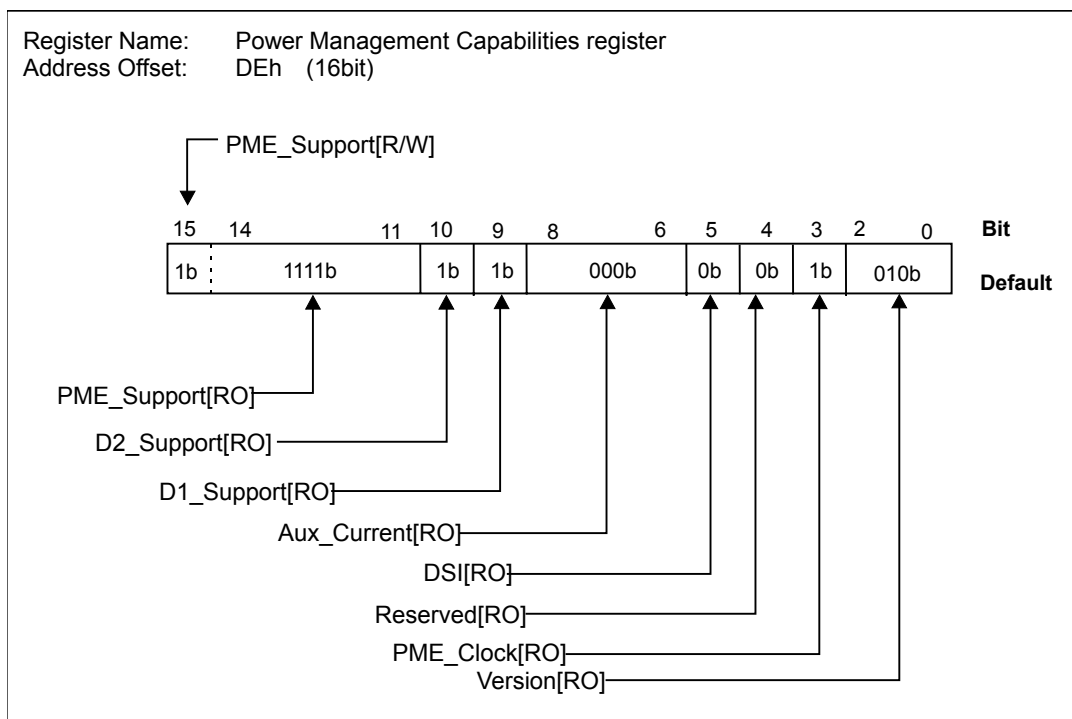 Register Name: Power Management Capabilities register
Address Offset: DEh (16bit)
PME_Support[R/W]
15 14 11 10 9 8 6 5 4 3 2 0 Bit
1b 1111b 1b 1b 000b 0b 0b 1b 010b Default
PME_Support[RO]
D2_Support[RO]
D1_Support[RO]
Aux_Current[RO]
DSI[RO]
Reserved[RO]
PME_Clock[RO]
Version[RO]